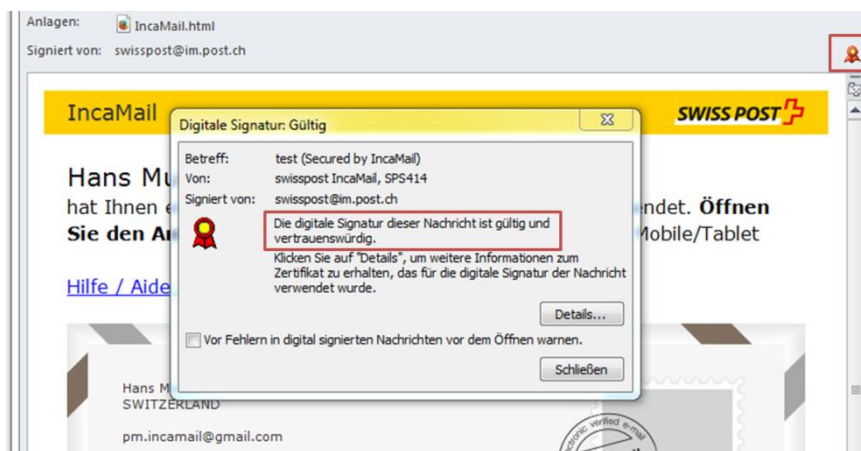 Anlagen: IncaMail.html
Signiert von: swisspost@im.post.ch
IncaMail
SWISS POST
Digitale Signatur: Gültig
Betreff: test (Secured by IncaMail)
Von: swisspost IncaMail, SPS414
Signiert von: swisspost@im.post.ch
Die digitale Signatur dieser Nachricht ist gültig und
vertrauenswürdig.
Klicken Sie auf "Details", um weitere Informationen zum
Zertifikat zu erhalten, das für die digitale Signatur der Nachricht
verwendet wurde.
Details...
Vor Fehlern in digital signierten Nachrichten vor dem Öffnen warnen.
Schließen
Hans Mu
hat Ihnen e ndet. Öffnen
Sie den A Mobile/Tablet
Hilfe / Aide
Hans M
SWITZERLAND
pm.incamail@gmail.com
verified